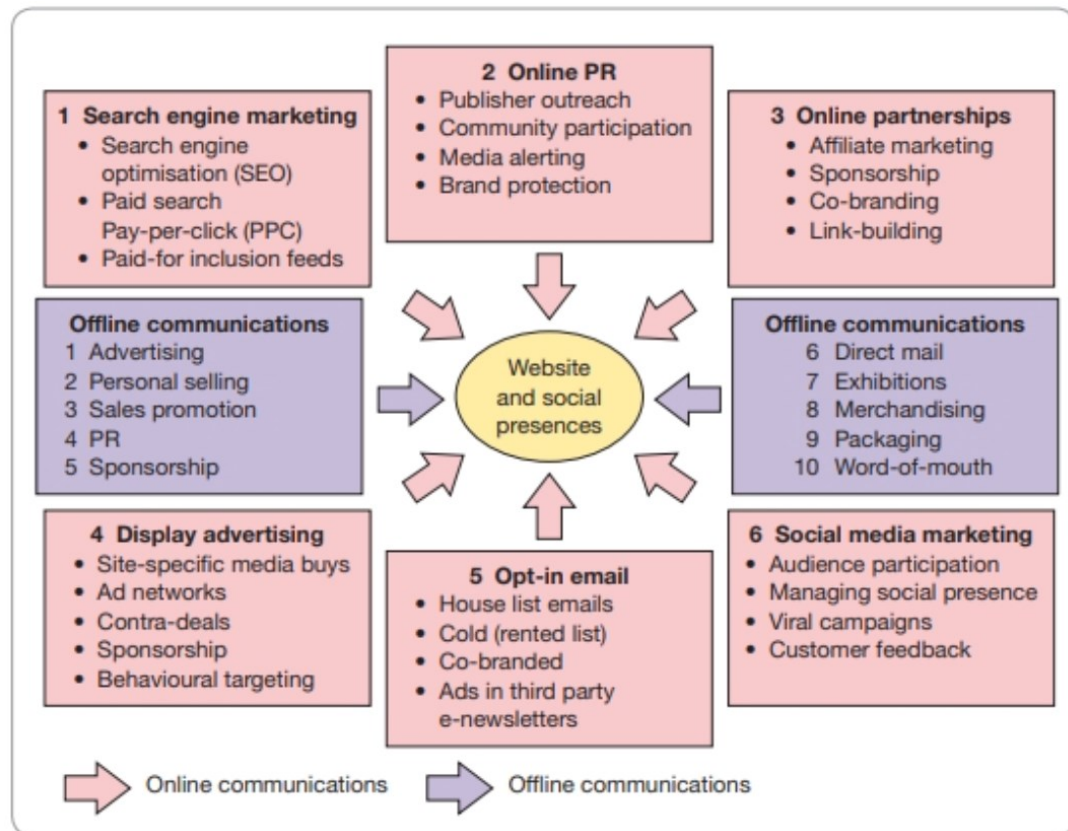 1 Search engine marketing
• Search engine
optimisation (SEO)
• Paid search
Pay-per-click (PPC)
• Paid-for inclusion feeds
2 Online PR
• Publisher outreach
• Community participation
• Media alerting
• Brand protection
3 Online partnerships
• Affiliate marketing
• Sponsorship
• Co-branding
• Link-building
Offline communications
1 Advertising
2 Personal selling
3 Sales promotion
4 PR
5 Sponsorship
Website
and social
presences
Offline communications
6 Direct mail
7 Exhibitions
8 Merchandising
9 Packaging
10 Word-of-mouth
4 Display advertising
• Site-specific media buys
• Ad networks
• Contra-deals
• Sponsorship
• Behavioural targeting
5 Opt-in email
• House list emails
• Cold (rented list)
• Co-branded
• Ads in third party
e-newsletters
6 Social media marketing
• Audience participation
• Managing social presence
• Viral campaigns
• Customer feedback
Online communications
Offline communications